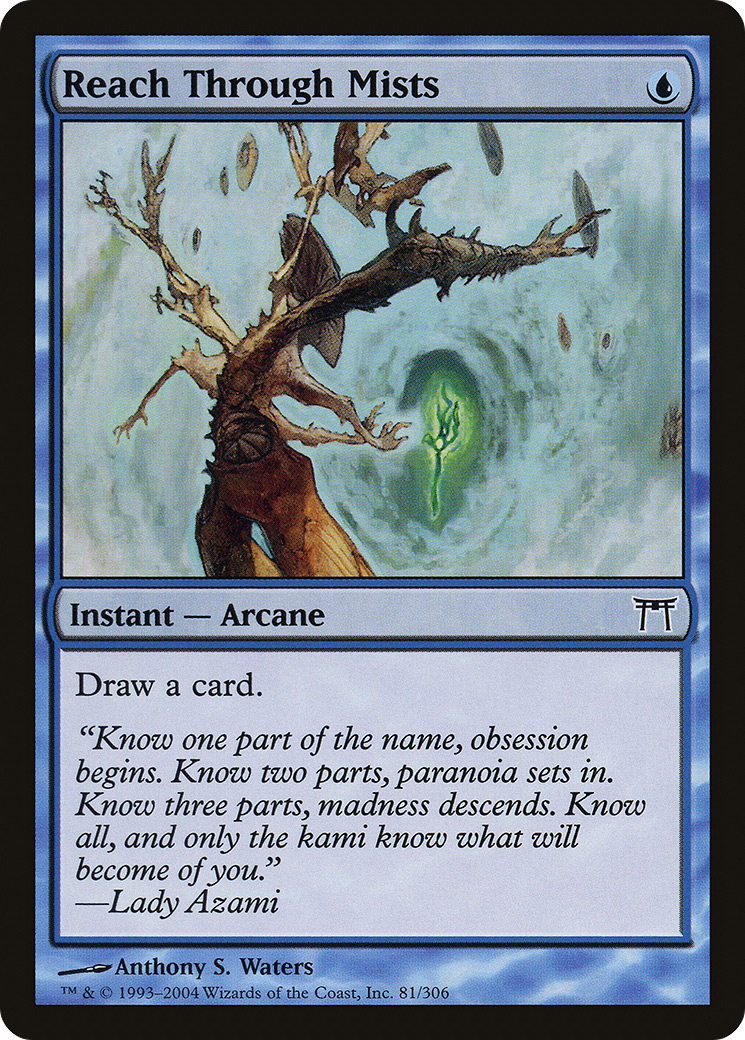 Reach Through Mists
Instant — Arcane
Draw a card.
“Know one part of the name, obsession
begins. Know two parts, paranoia sets in.
Know three parts, madness descends. Know
all, and only the kami know what will
become of you.”
—Lady Azami
Anthony S. Waters
™ & © 1993–2004 Wizards of the Coast, Inc. 81/306